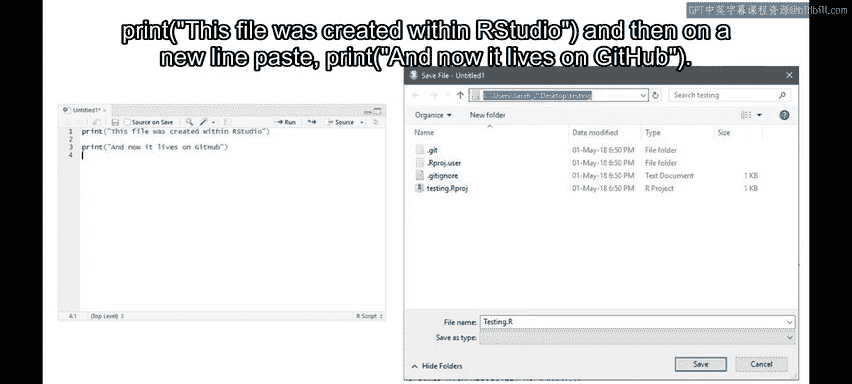 GPT中英字幕课程资源@bilibili.com
print("This file was created within RStudio") and then on a
new line paste, print("And now it lives on GitHub").
Untitled1*
Source on Save
Run
Source
1 print("This file was created within RStudio")
2
3 print("And now it lives on GitHub")
4
4:1
(Top Level)
R Script
Save File - Untitled1
Search testing
Organize
New folder
Name
Date modified
Type
Size
.git
01-May-18 6:50 PM
File folder
.Rproj.user
01-May-18 6:50 PM
File folder
.gitignore
01-May-18 6:50 PM
Text Document
1 KB
testing.Rproj
01-May-18 6:50 PM
R Project
1 KB
File name:
Testing.R
Save as type:
Hide Folders
Save
Cancel